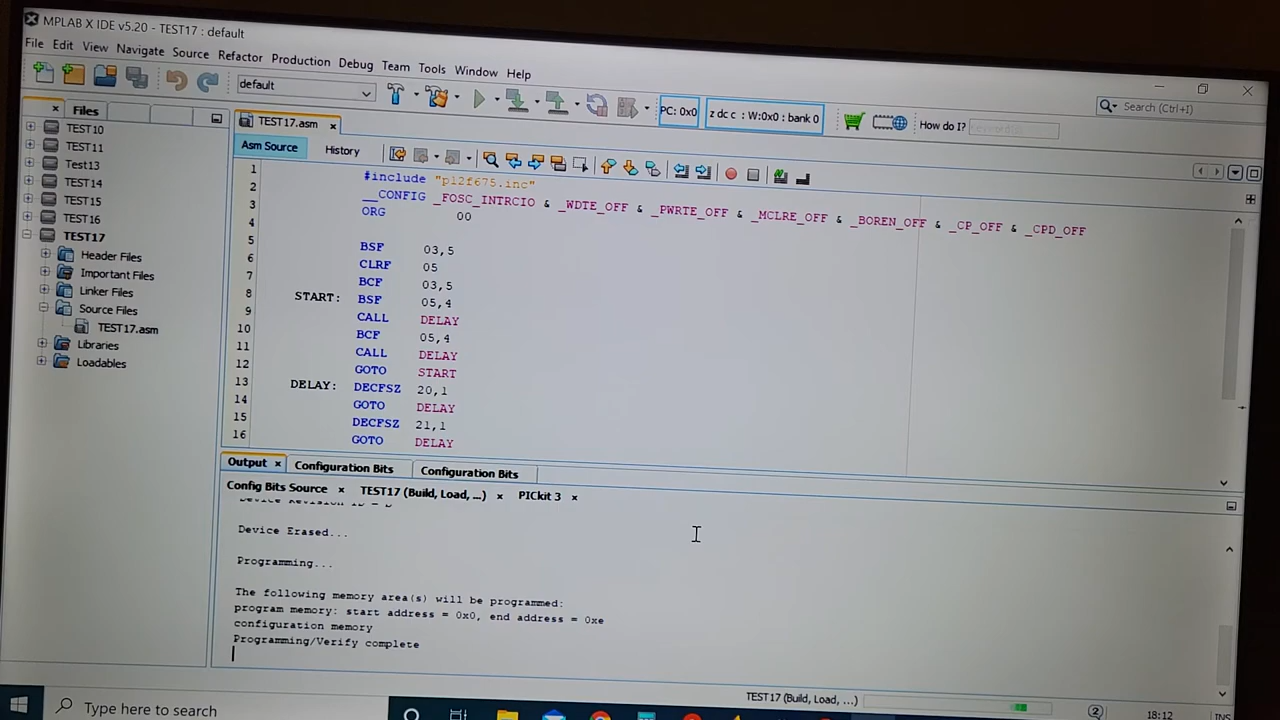 MPLAB X IDE v5.20 - TEST17 : default
File Edit View Navigate Source Refactor Production Debug Team Tools Window Help
default
PC: 0x0
z dc c : W:0x0 : bank 0
How do I?
Search (Ctrl+I)
Files
TEST10
TEST11
Test13
TEST14
TEST15
TEST16
TEST17
Header Files
Important Files
Linker Files
Source Files
TEST17.asm
Libraries
Loadables
TEST17.asm
Asm Source History
1 #include "p12f675.inc"
2 __CONFIG _FOSC_INTRCIO & _WDTE_OFF & _PWRTE_OFF & _MCLRE_OFF & _BOREN_OFF & _CP_OFF & _CPD_OFF
3 ORG 00
4
5 BSF 03,5
6 CLRF 05
7 BCF 03,5
8 START: BSF 05,4
9 CALL DELAY
10 BCF 05,4
11 CALL DELAY
12 GOTO START
13 DELAY: DECFSZ 20,1
14 GOTO DELAY
15 DECFSZ 21,1
16 GOTO DELAY
Output Configuration Bits Configuration Bits
Config Bits Source TEST17 (Build, Load, ...) PICkit 3
Device Erased...
Programming...
The following memory area(s) will be programmed:
program memory: start address = 0x0, end address = 0xe
configuration memory
Programming/Verify complete
TEST17 (Build, Load, ...)
2
18:12
INS
Type here to search